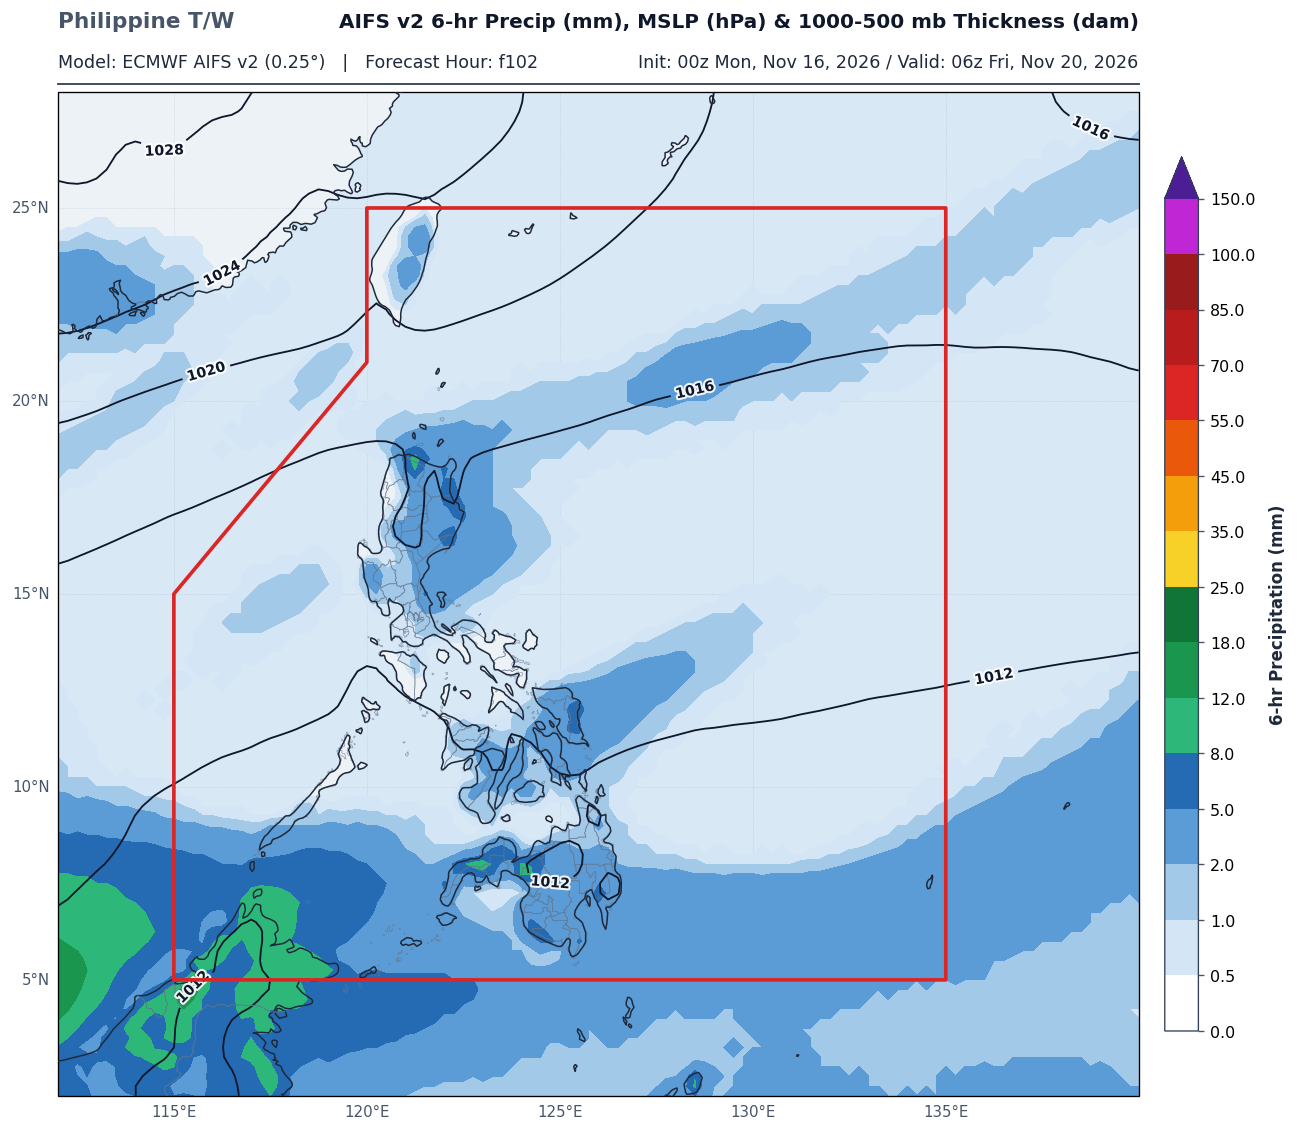 Philippine T/W
AIFS v2 6-hr Precip (mm), MSLP (hPa) & 1000-500 mb Thickness (dam)
Model: ECMWF AIFS v2 (0.25°) | Forecast Hour: f102
Init: 00z Mon, Nov 16, 2026 / Valid: 06z Fri, Nov 20, 2026
1028
1016
1024
1020
1016
1012
1012
1012
25°N
20°N
15°N
10°N
5°N
115°E
120°E
125°E
130°E
135°E
150.0
100.0
85.0
70.0
55.0
45.0
35.0
25.0
18.0
12.0
8.0
5.0
2.0
1.0
0.5
0.0
6-hr Precipitation (mm)